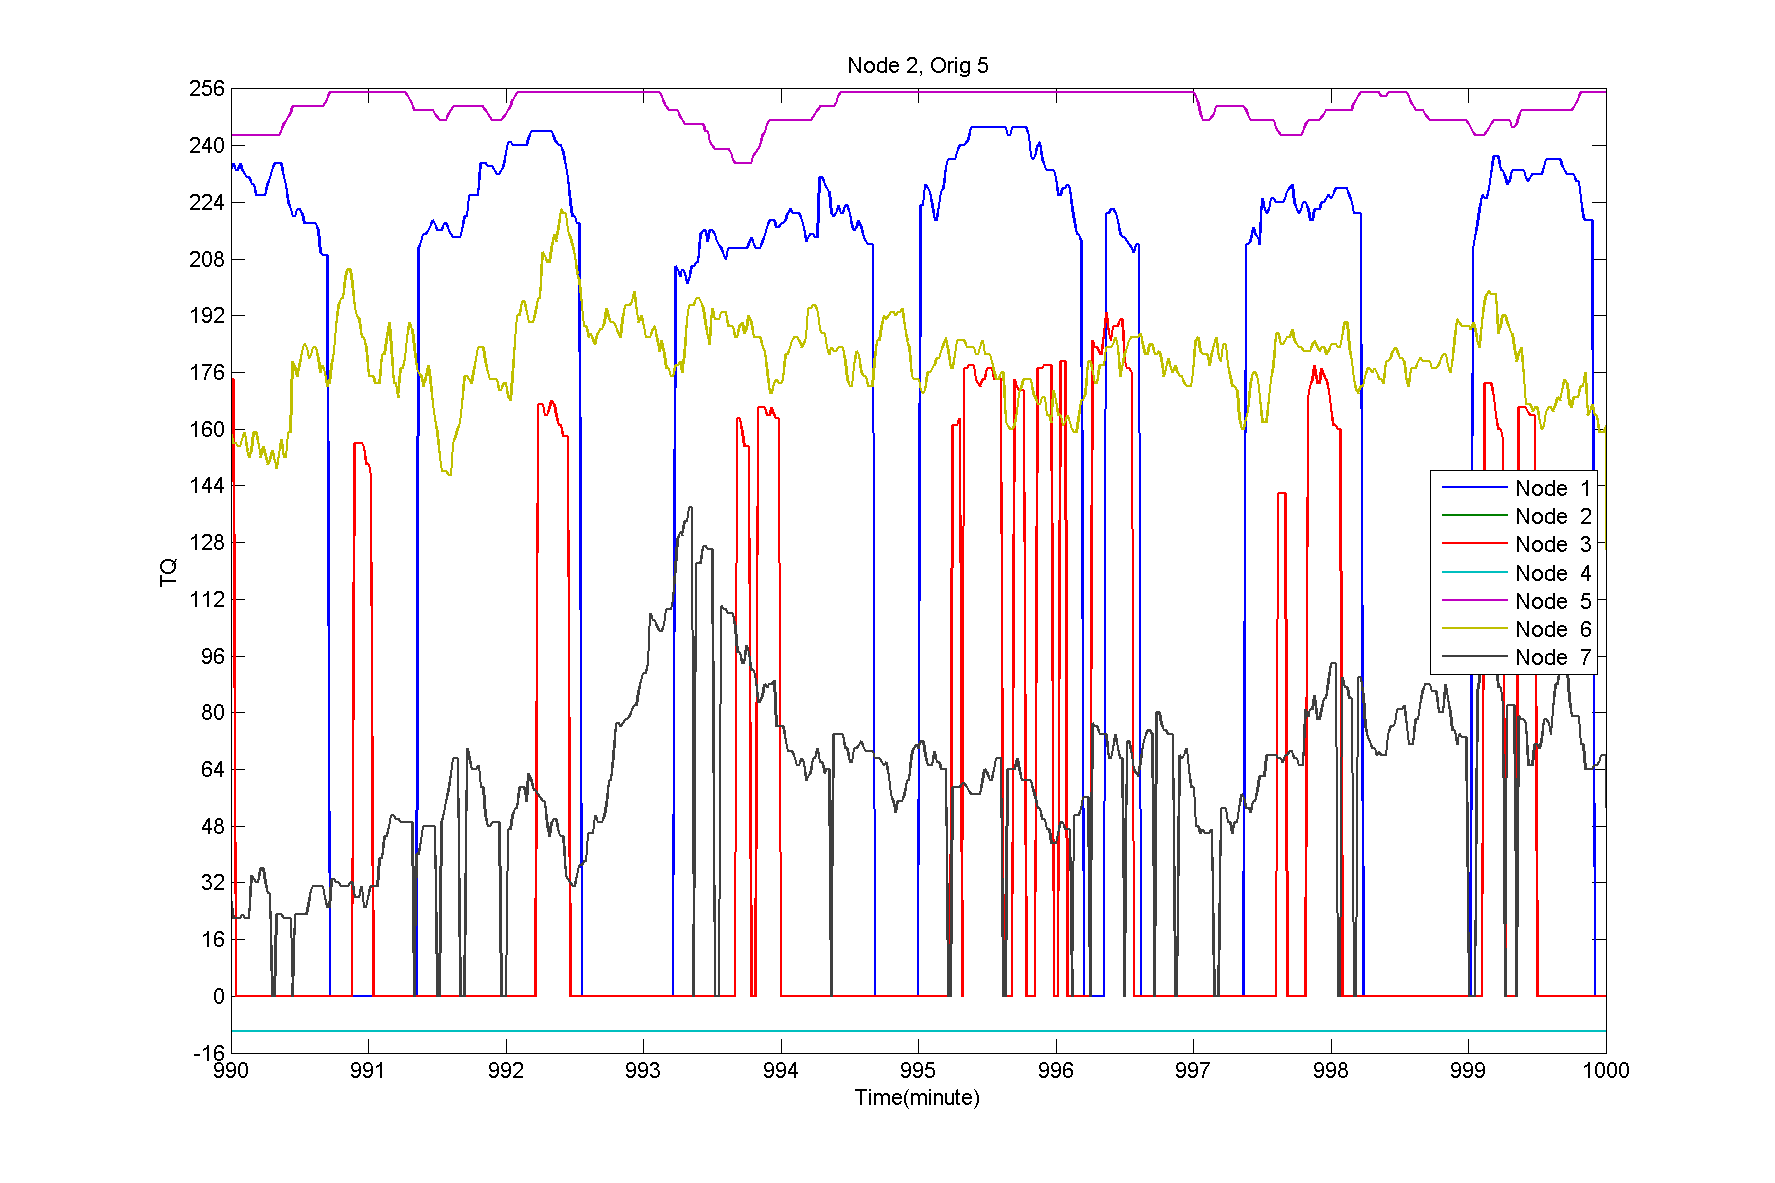 Node 2, Orig 5
256
240
224
208
192
176
160
144
128
112
96
80
64
48
32
16
0
-16
TQ
Node 1
Node 2
Node 3
Node 4
Node 5
Node 6
Node 7
990 991 992 993 994 995 996 997 998 999 1000
Time(minute)